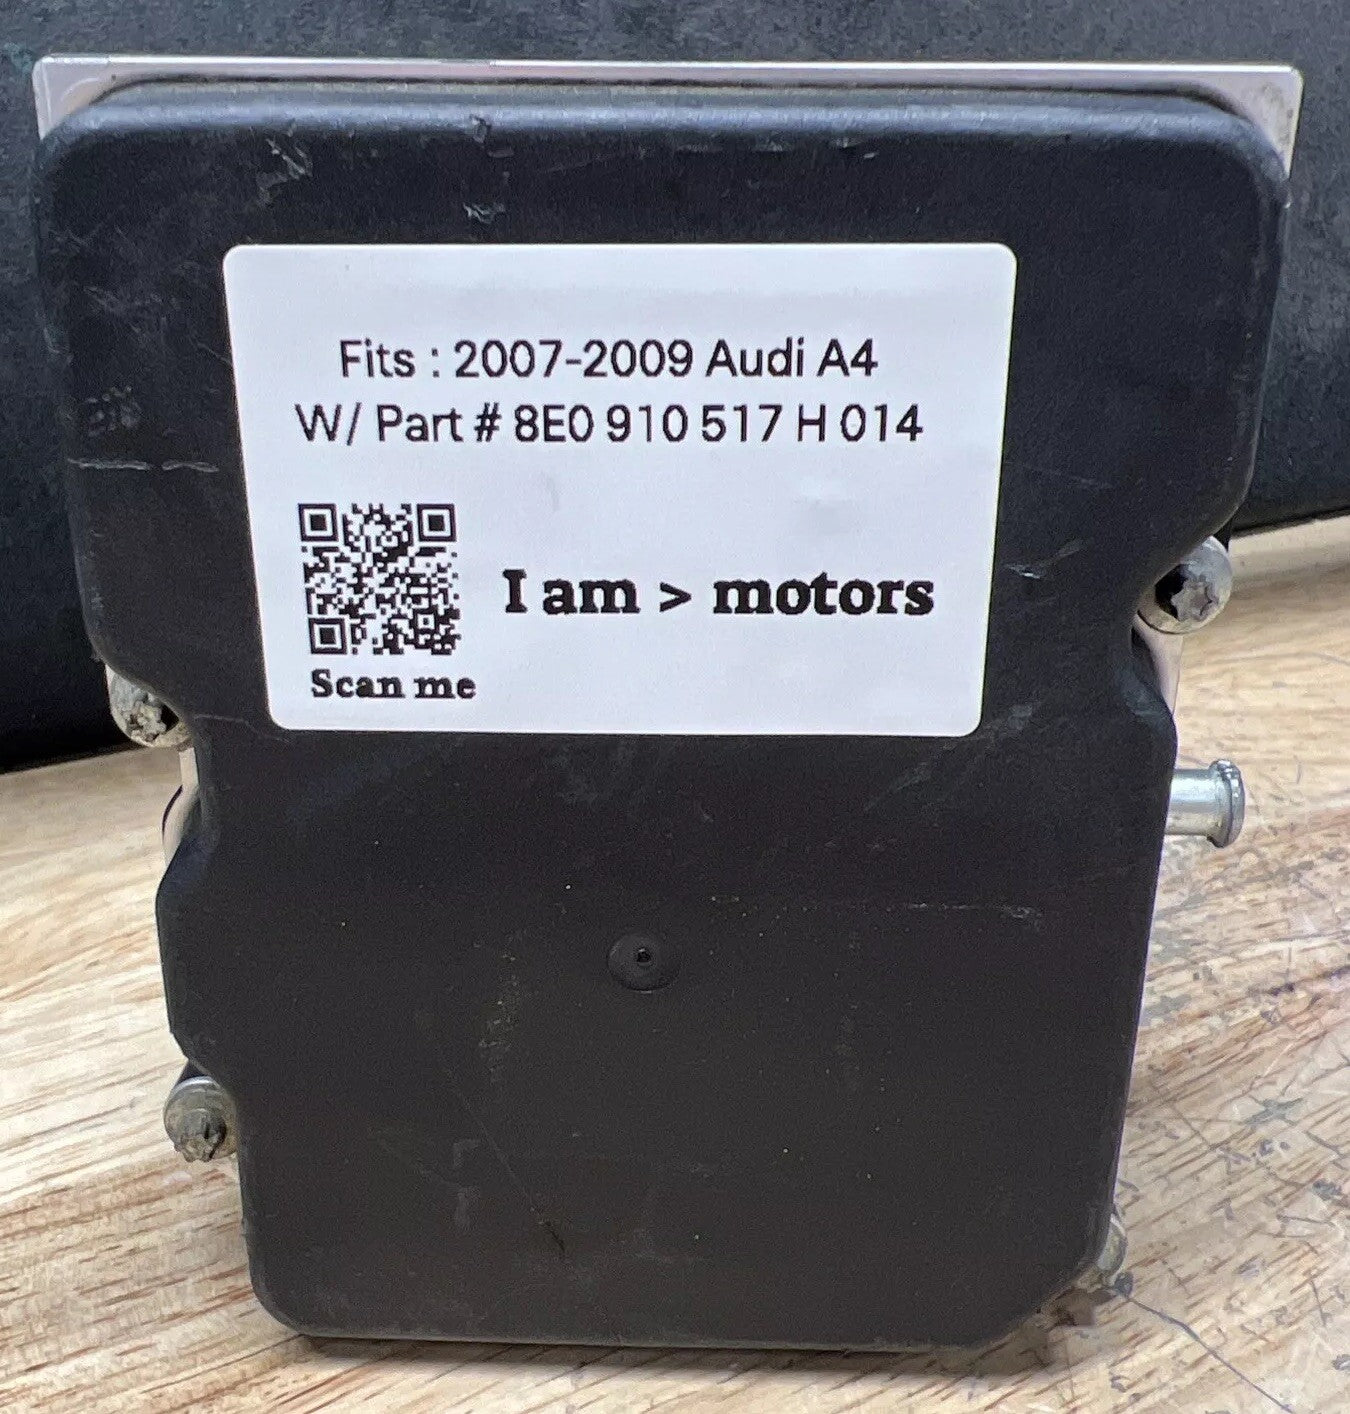 Fits : 2007-2009 Audi A4
W/ Part # 8E0 910 517 H 014
I am > motors
Scan me